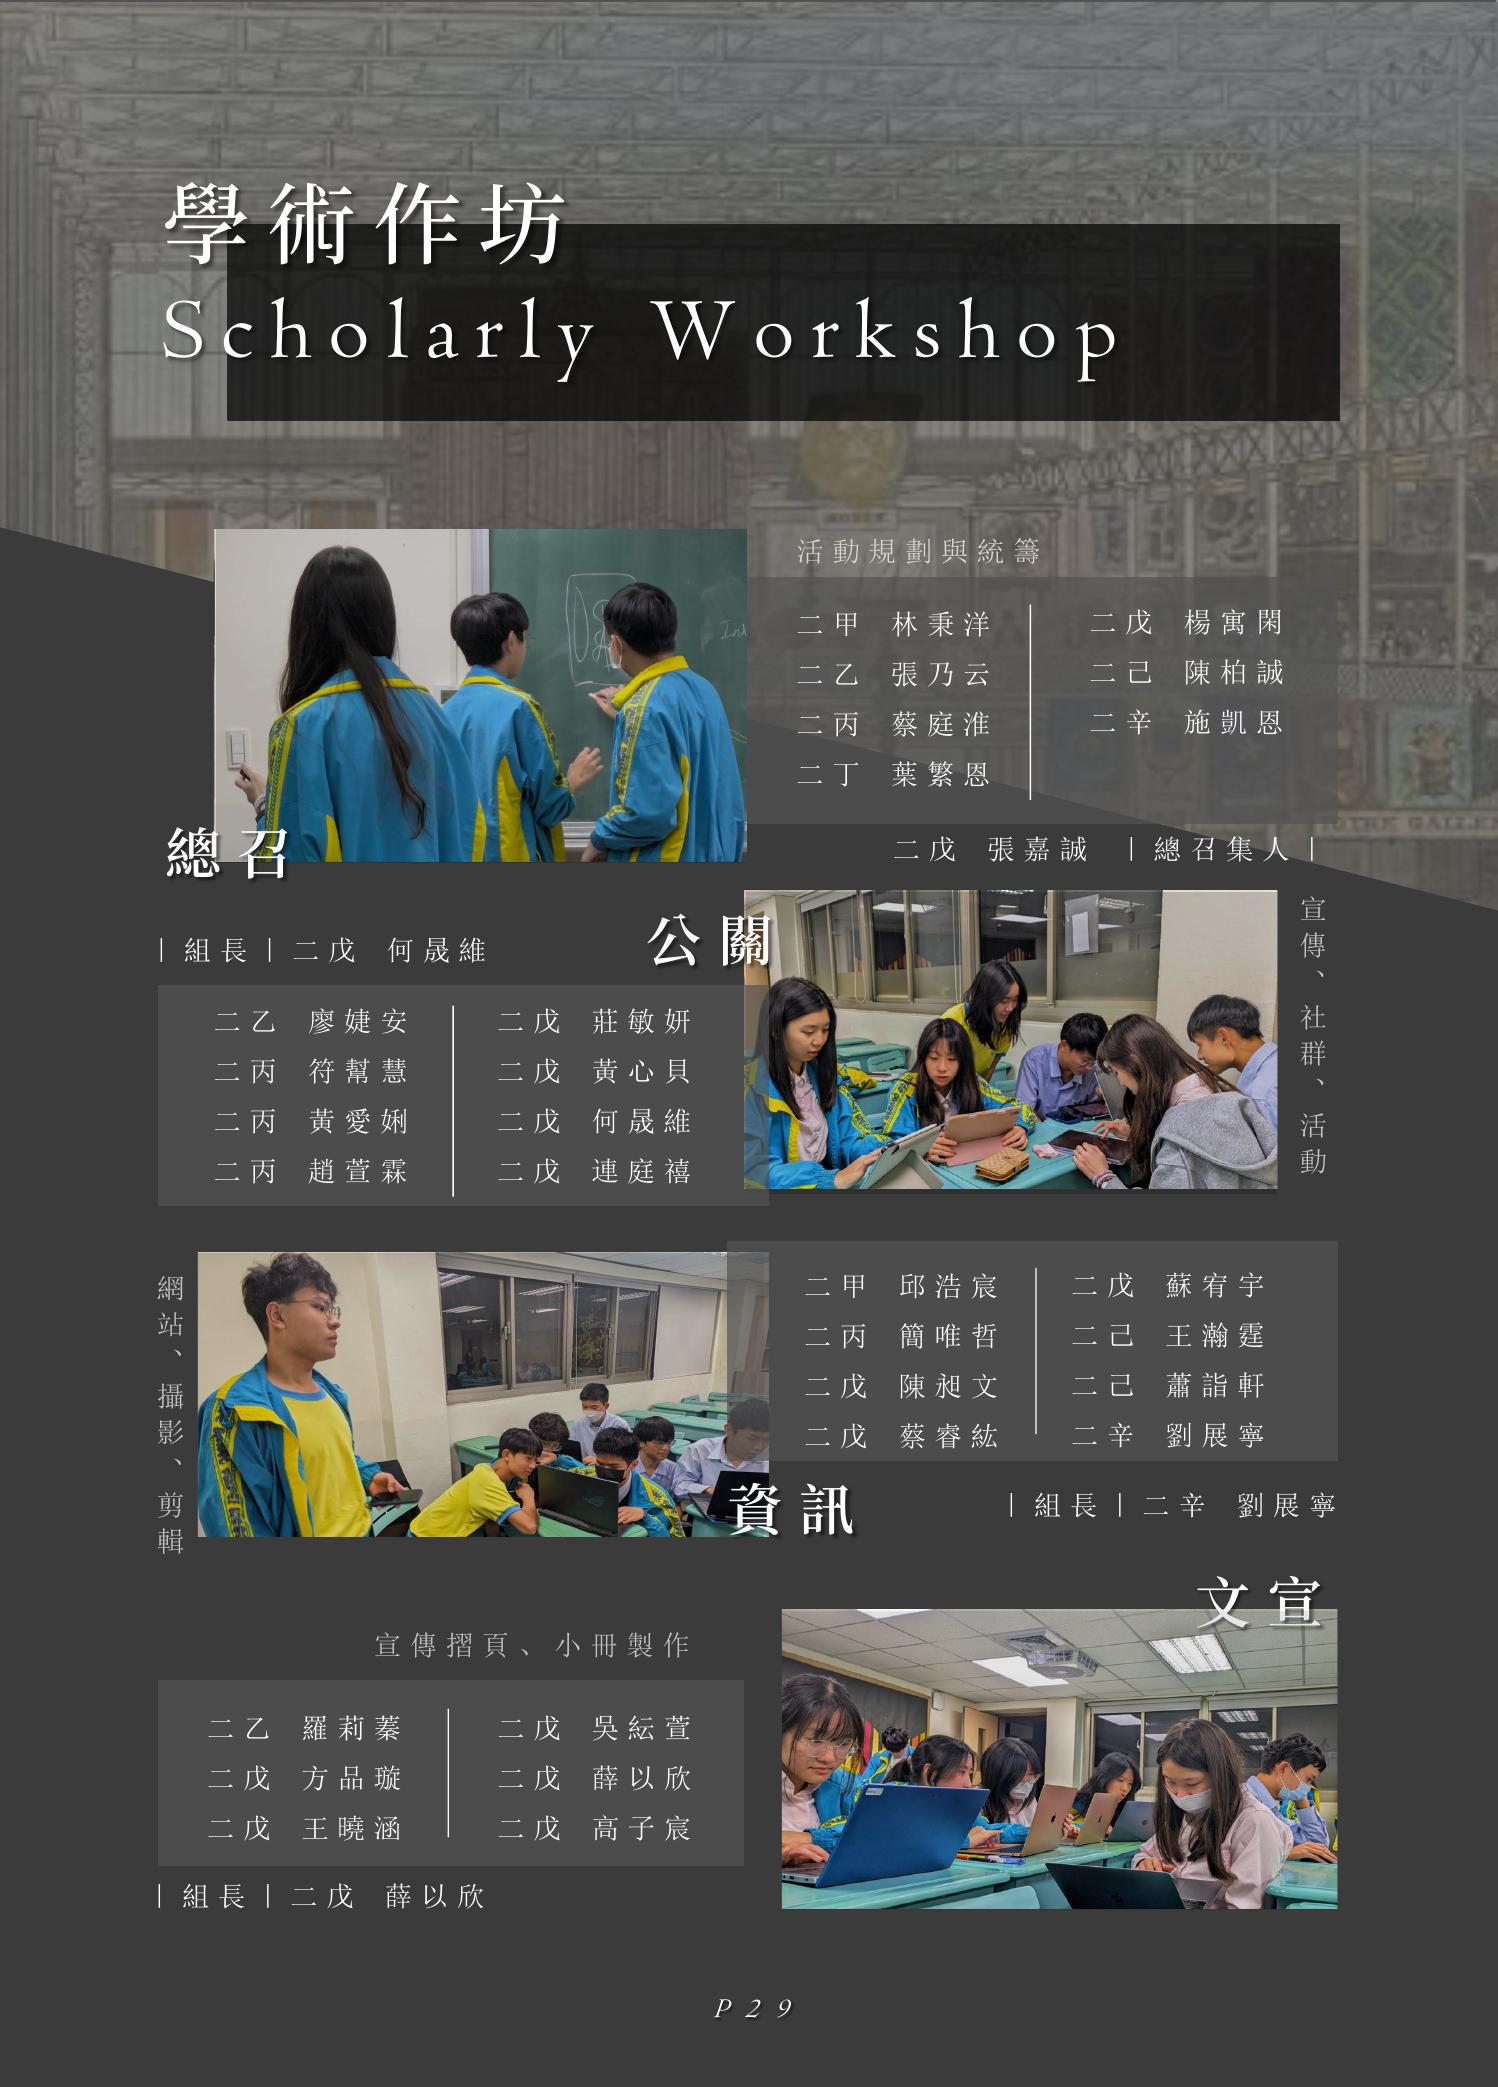 學術作坊
Scholarly Workshop
活動規劃與統籌
二甲 林秉洋
二乙 張乃云
二丙 蔡庭淮
二丁 葉繁恩
二戊 楊寓閑
二己 陳柏誠
二辛 施凱恩
總召
二戊 張嘉誠 |總召集人|
公關
|組長|二戊 何晟維
二乙 廖婕安
二丙 符幫慧
二丙 黃愛娳
二丙 趙萱霖
二戊 莊敏妍
二戊 黃心貝
二戊 何晟維
二戊 連庭禧
宣傳、社群、活動
網站、攝影、剪輯
二甲 邱浩宸
二丙 簡唯哲
二戊 陳昶文
二戊 蔡睿紘
二戊 蘇宥宇
二己 王瀚霆
二己 蕭詣軒
二辛 劉展寧
資訊
|組長|二辛 劉展寧
文宣
宣傳摺頁、小冊製作
二乙 羅莉蓁
二戊 方品璇
二戊 王曉涵
二戊 吳紜萱
二戊 薛以欣
二戊 高子宸
|組長|二戊 薛以欣
P29